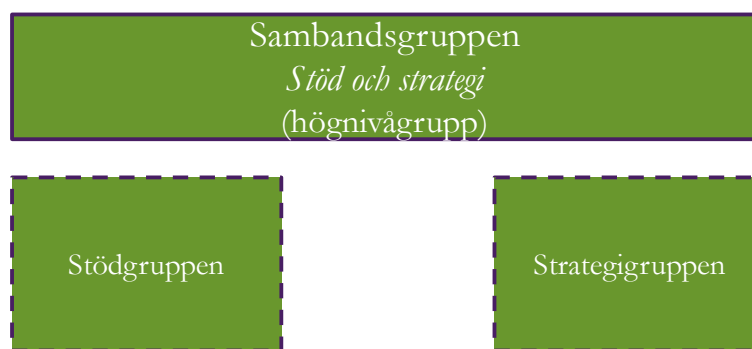 Sambandsgruppen
Stöd och strategi
(högnivågrupp)
Stödgruppen
Strategigruppen